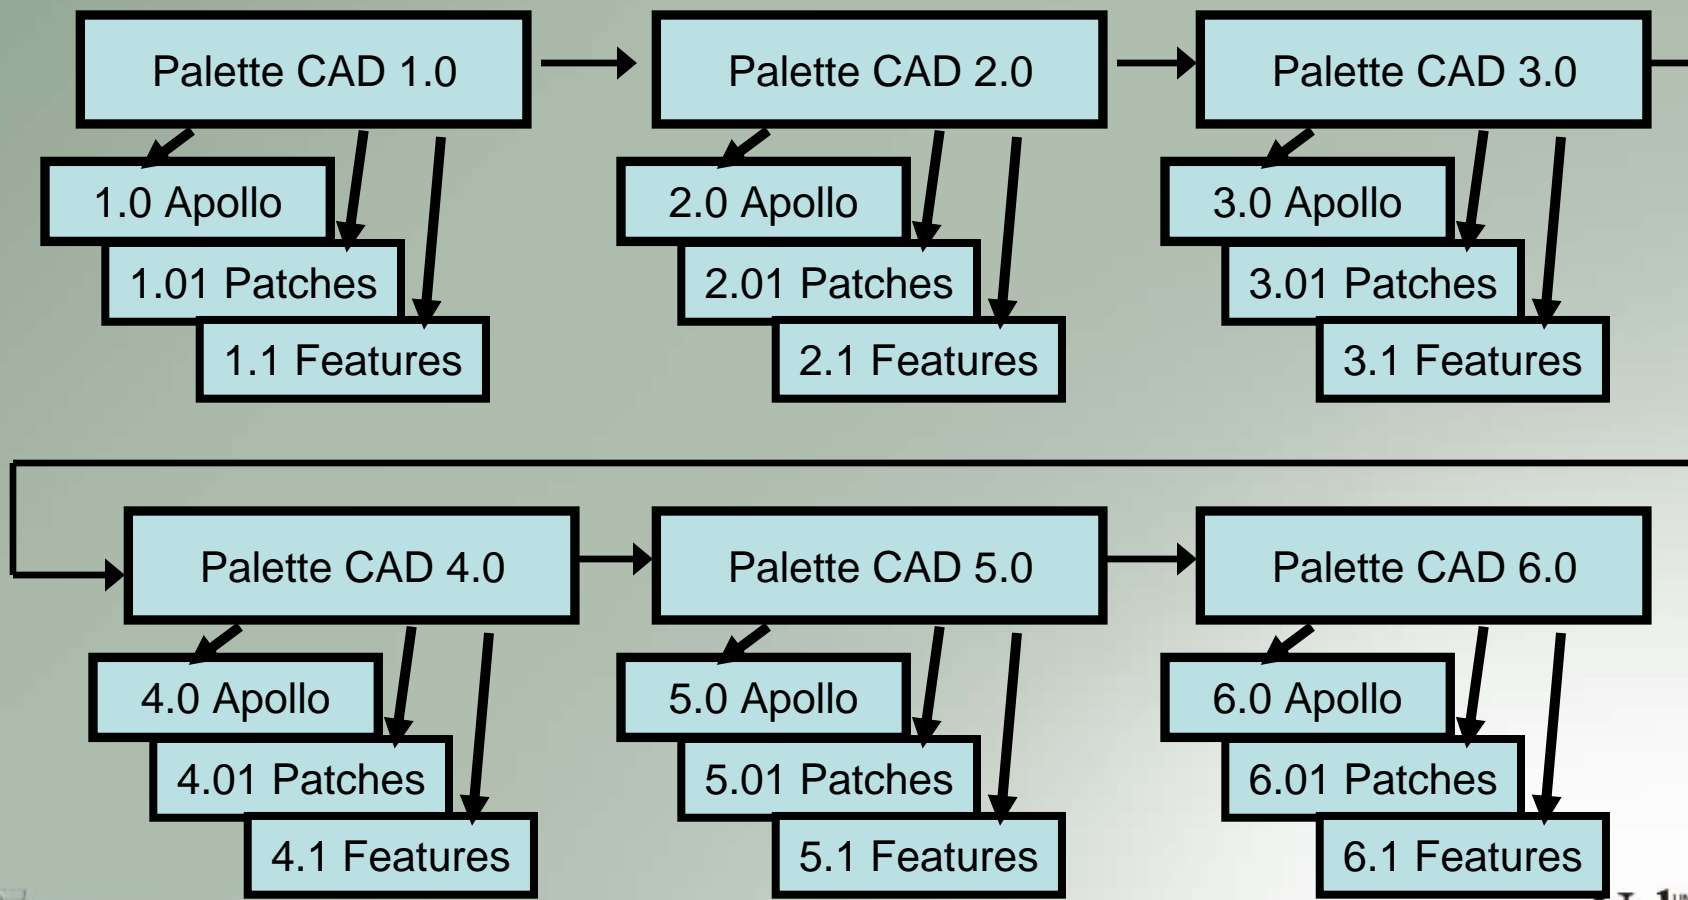 Palette CAD 1.0
Palette CAD 2.0
Palette CAD 3.0
1.0 Apollo
2.0 Apollo
3.0 Apollo
1.01 Patches
2.01 Patches
3.01 Patches
1.1 Features
2.1 Features
3.1 Features
Palette CAD 4.0
Palette CAD 5.0
Palette CAD 6.0
4.0 Apollo
5.0 Apollo
6.0 Apollo
4.01 Patches
5.01 Patches
6.01 Patches
4.1 Features
5.1 Features
6.1 Features